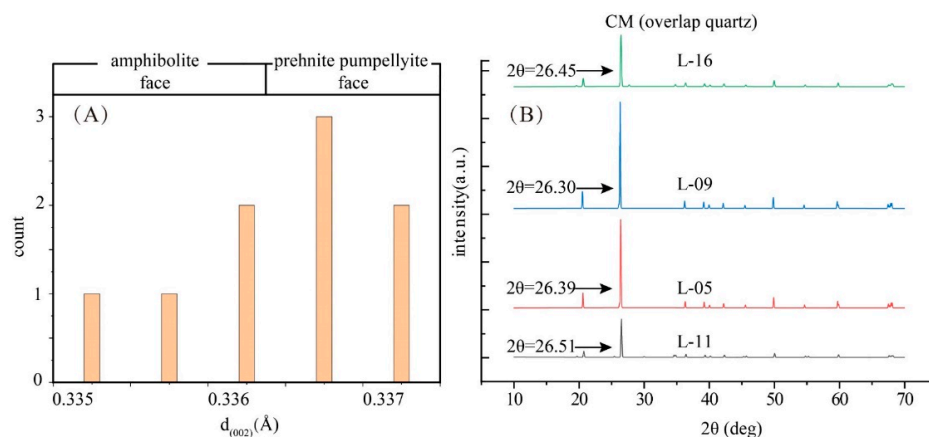 amphibolite
face
prehnite pumpellyite
face
(A)
3
2
1
0
count
0.335
0.336
0.337
d(002)(Å)
CM (overlap quartz)
(B)
2θ=26.45
L-16
2θ=26.30
L-09
2θ=26.39
L-05
2θ=26.51
L-11
intensity(a.u.)
10 20 30 40 50 60 70
2θ (deg)